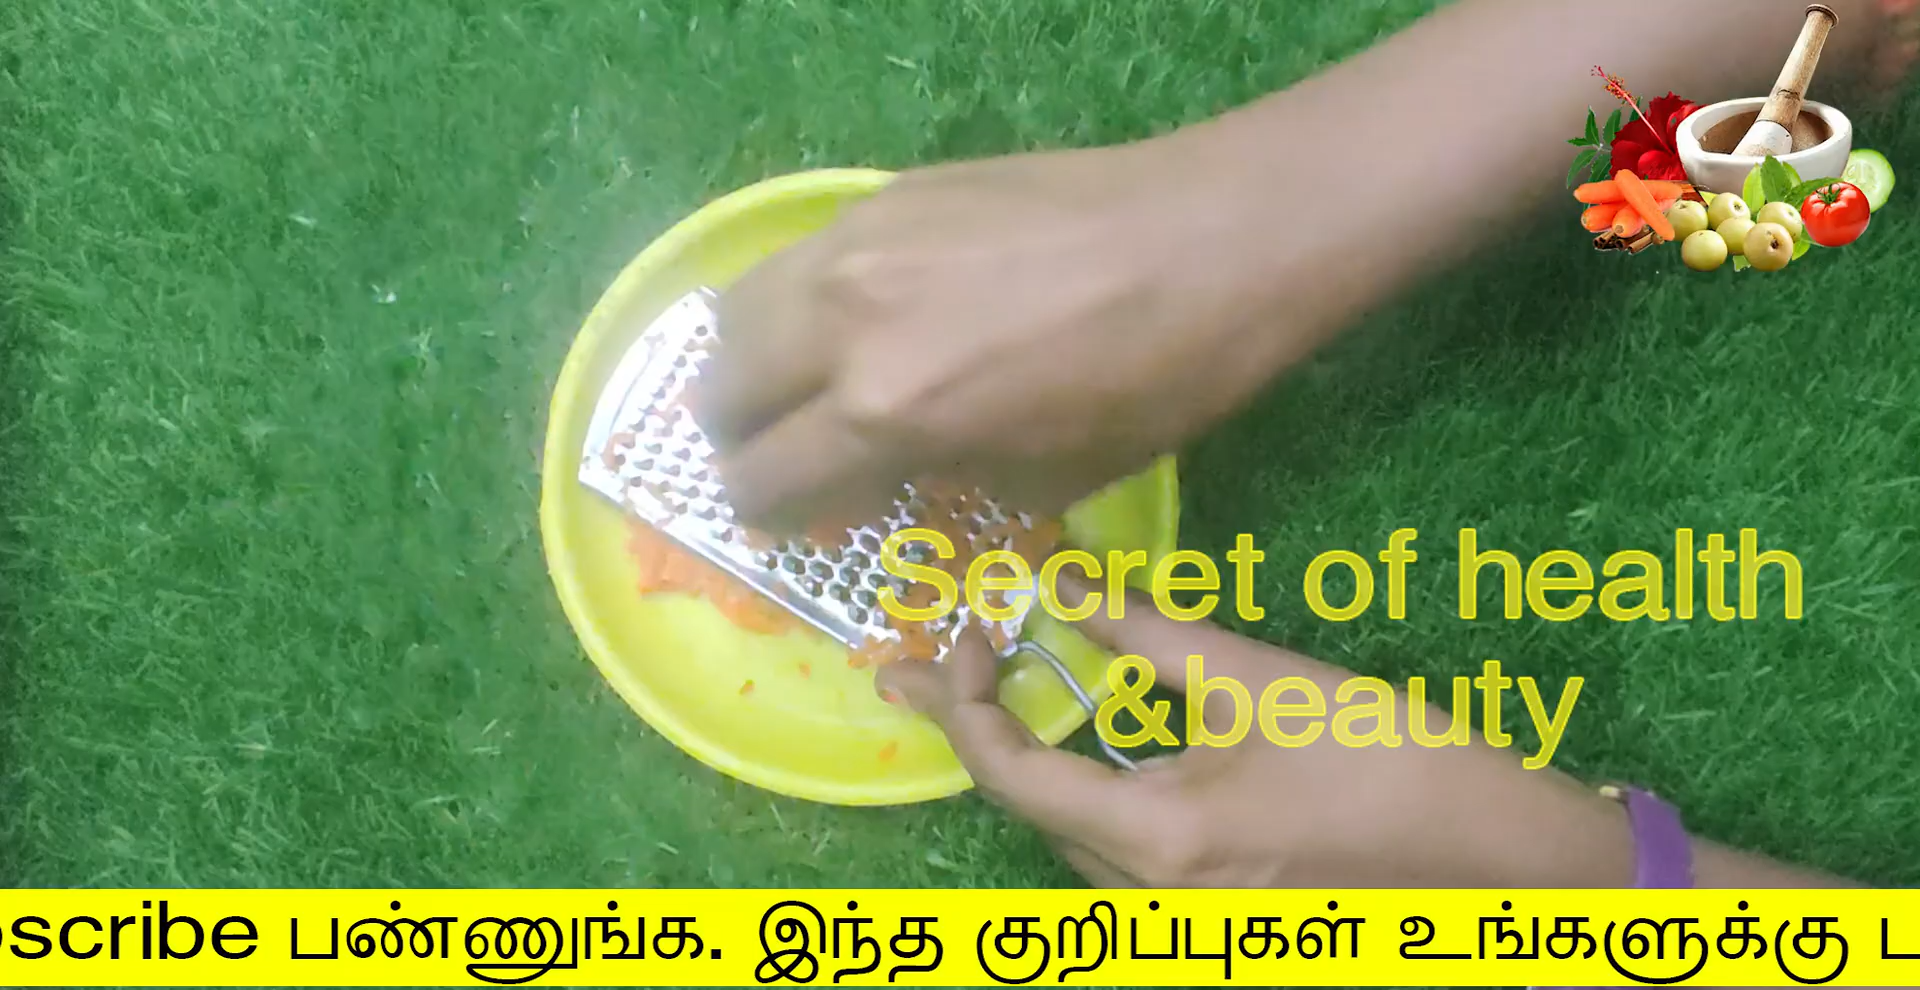 Secret of health
&beauty
scribe பண்ணுங்க. இந்த குறிப்புகள் உங்களுக்கு